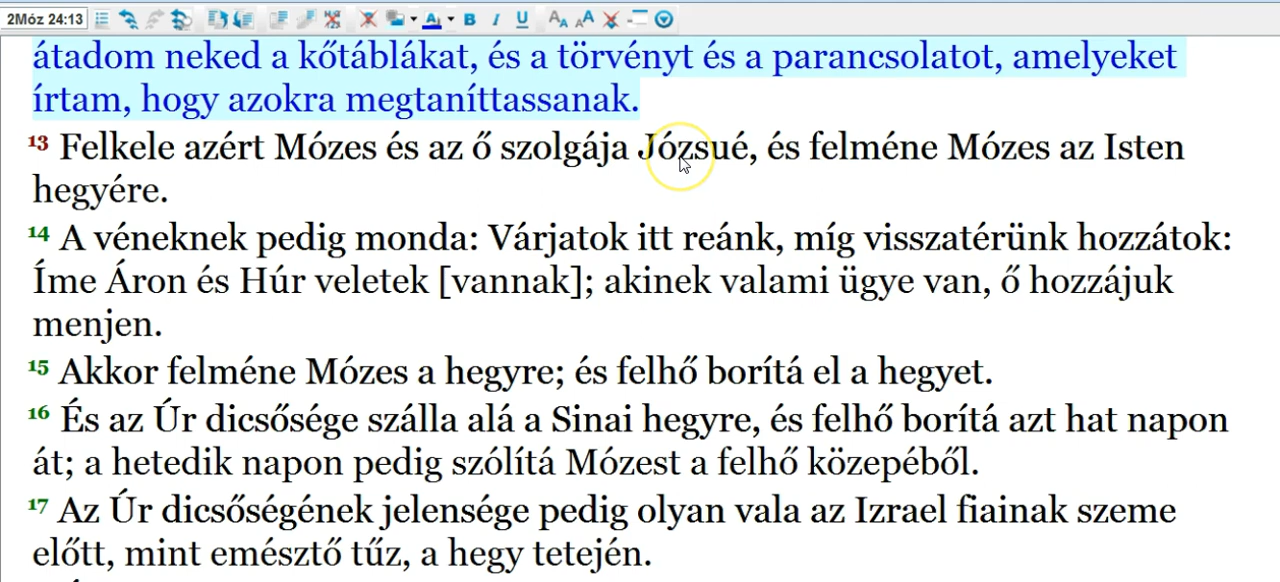 2Móz 24:13
átadom neked a kőtáblákat, és a törvényt és a parancsolatot, amelyeket
írtam, hogy azokra megtaníttassanak.
13 Felkele azért Mózes és az ő szolgája Józsué, és felméne Mózes az Isten
hegyére.
14 A véneknek pedig monda: Várjatok itt reánk, míg visszatérünk hozzátok:
Íme Áron és Húr veletek [vannak]; akinek valami ügye van, ő hozzájuk
menjen.
15 Akkor felméne Mózes a hegyre; és felhő borítá el a hegyet.
16 És az Úr dicsősége szálla alá a Sinai hegyre, és felhő borítá azt hat napon
át; a hetedik napon pedig szólítá Mózest a felhő közepéből.
17 Az Úr dicsőségének jelensége pedig olyan vala az Izrael fiainak szeme
előtt, mint emésztő tűz, a hegy tetején.